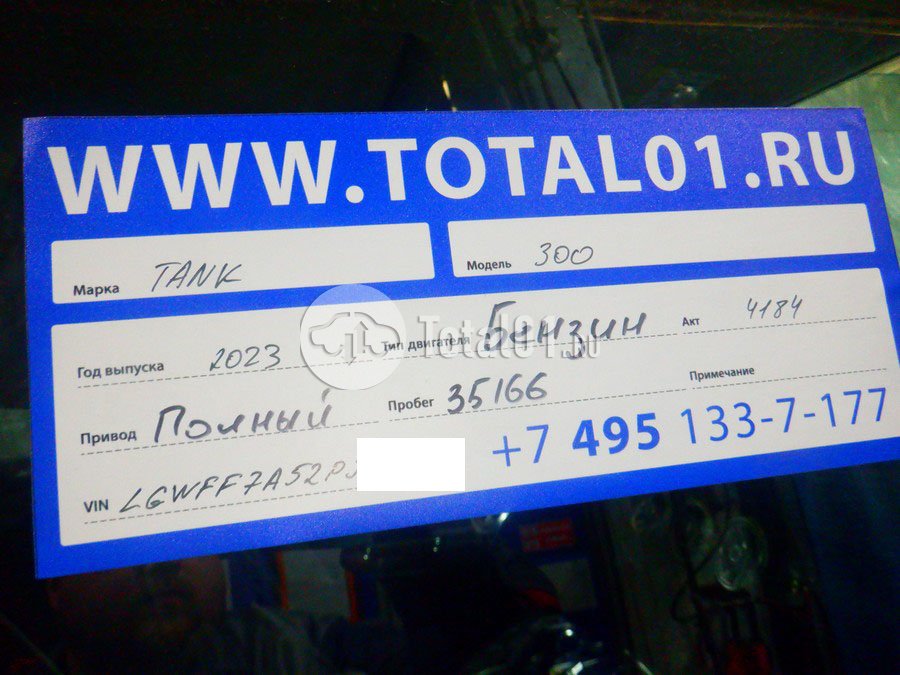 WWW.TOTAL01.RU
Марка TANK Модель 300
Год выпуска 2023 Тип двигателя Бензин Акт 4184
Total01.ru
Привод Полный Пробег 35166 Примечание
+7 495 133-7-177
VIN LGWFF7A52PJ